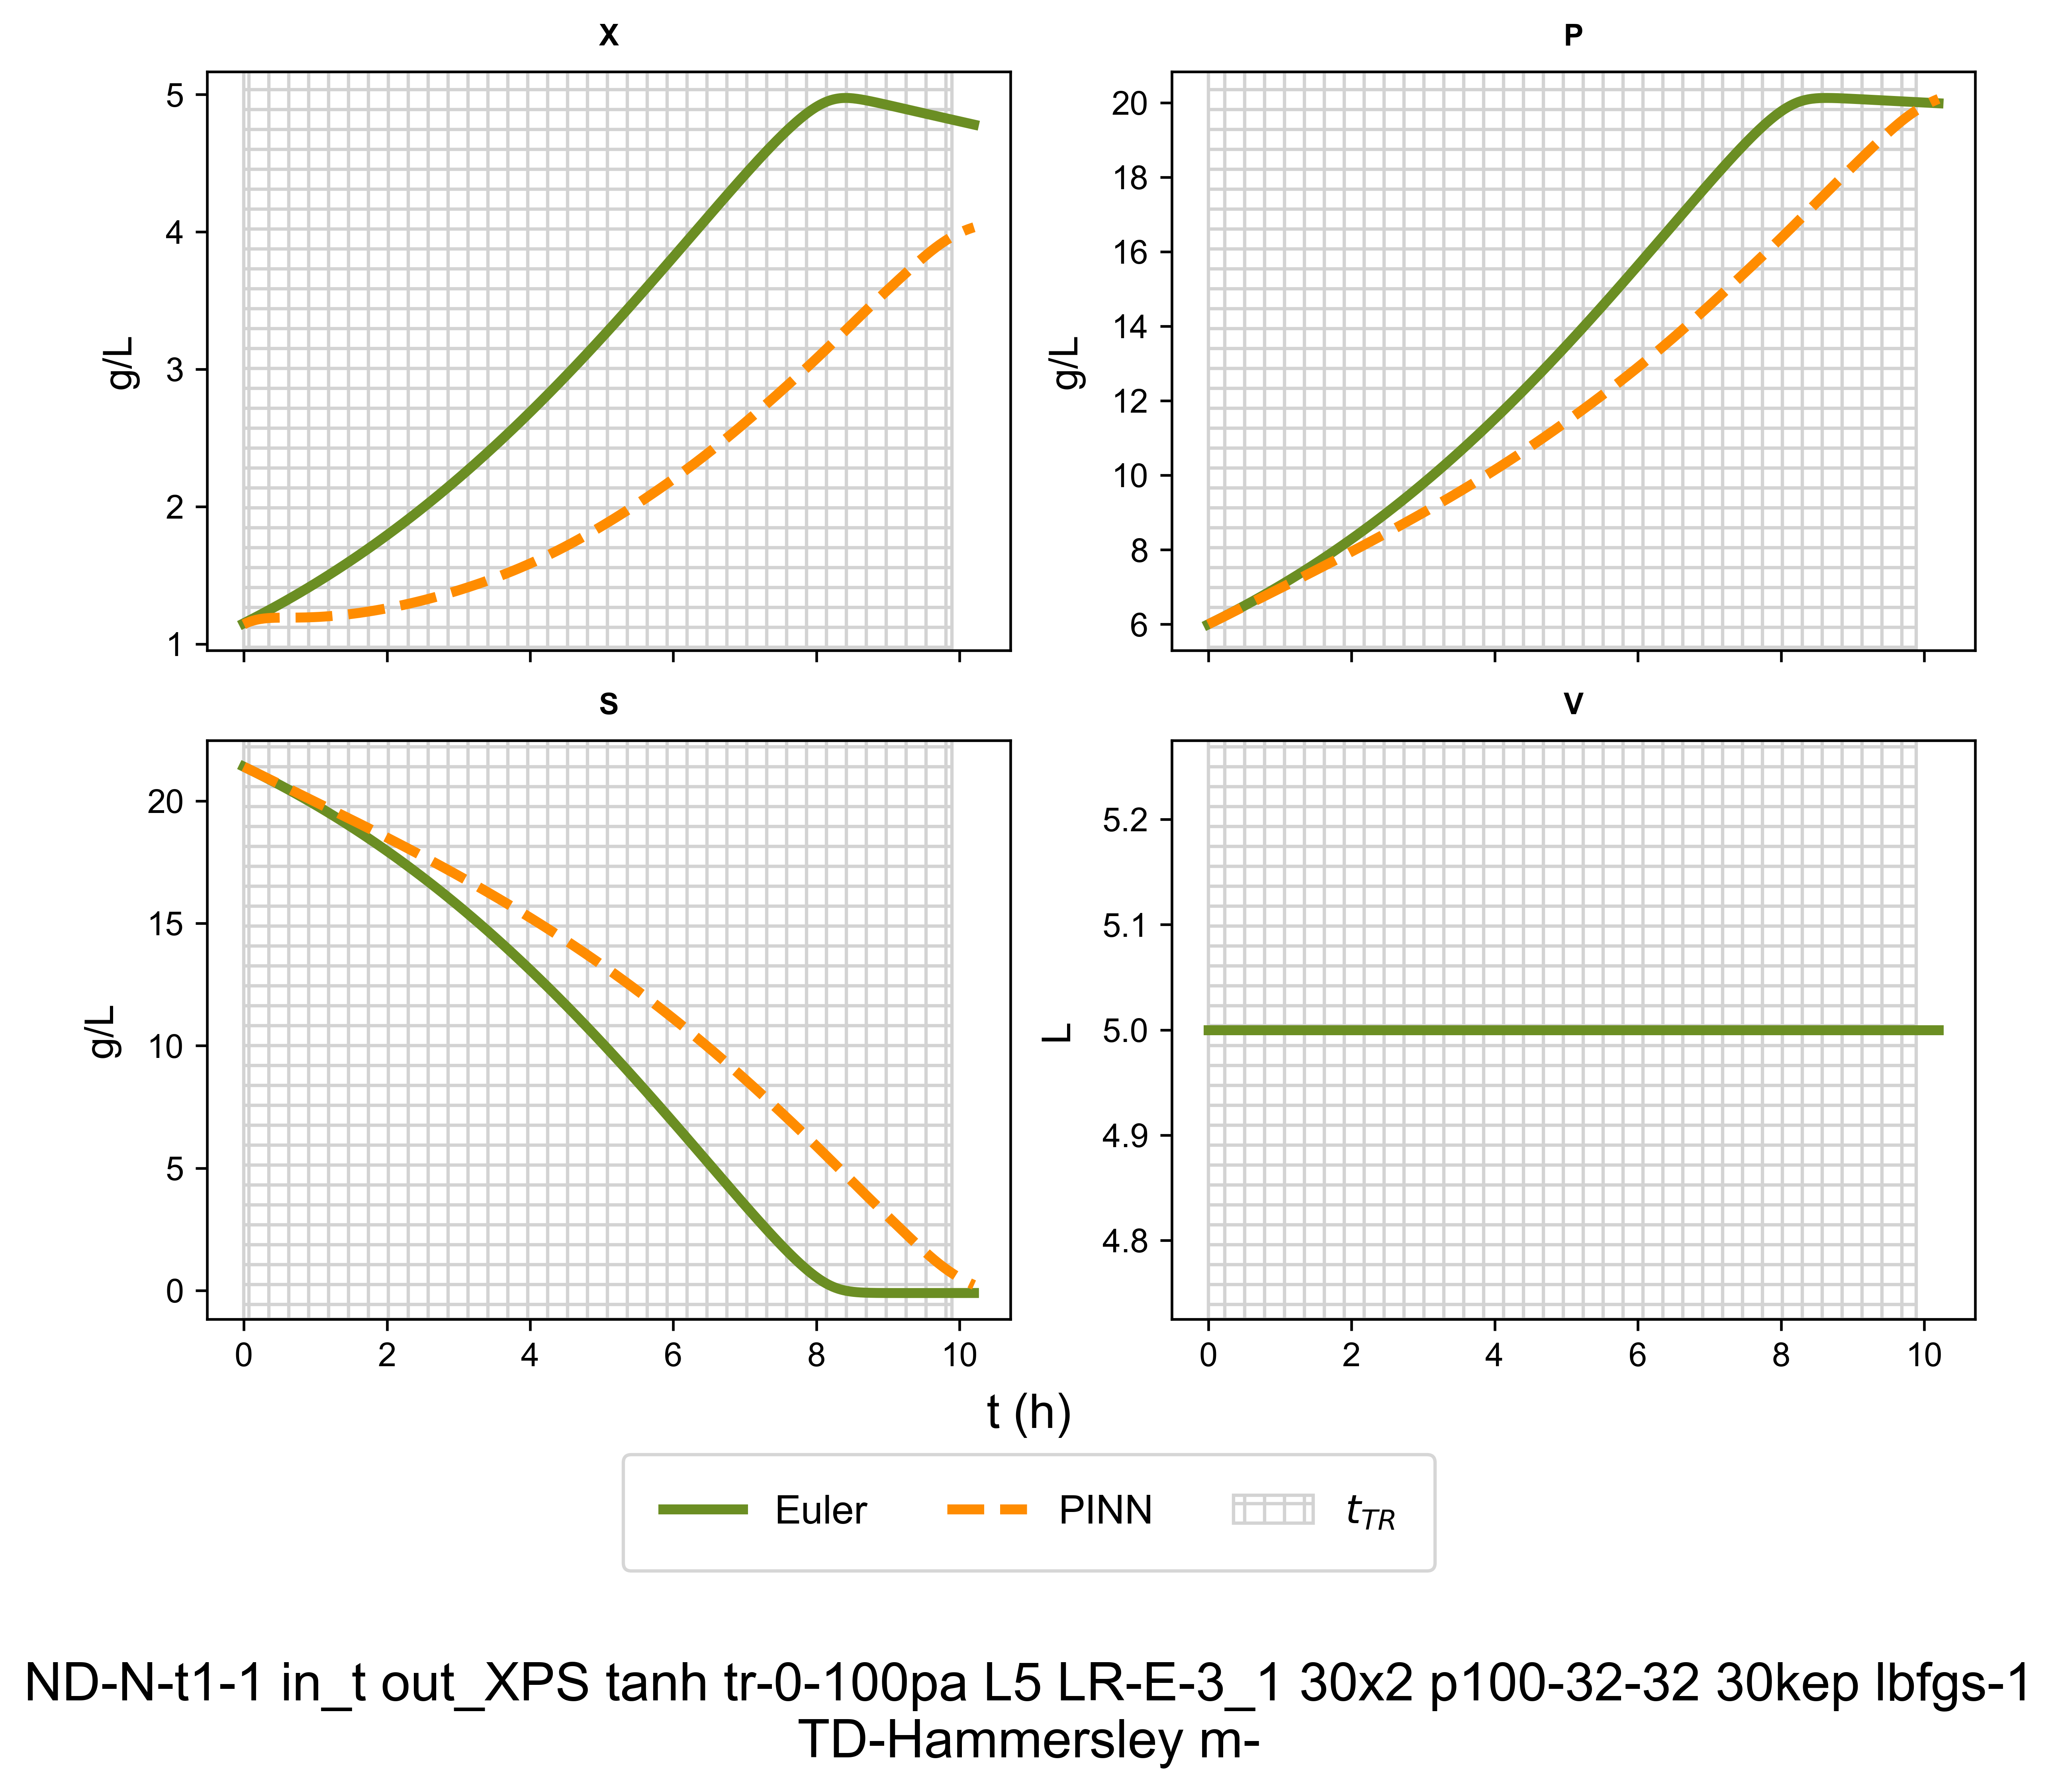 X
P
5
4
3
2
1
g/L
20
18
16
14
12
10
8
6
g/L
S
V
20
15
10
5
0
g/L
5.2
5.1
5.0
4.9
4.8
L
0 2 4 6 8 10
0 2 4 6 8 10
t (h)
Euler PINN t_TR
ND-N-t1-1 in_t out_XPS tanh tr-0-100pa L5 LR-E-3_1 30x2 p100-32-32 30kep lbfgs-1
TD-Hammersley m-